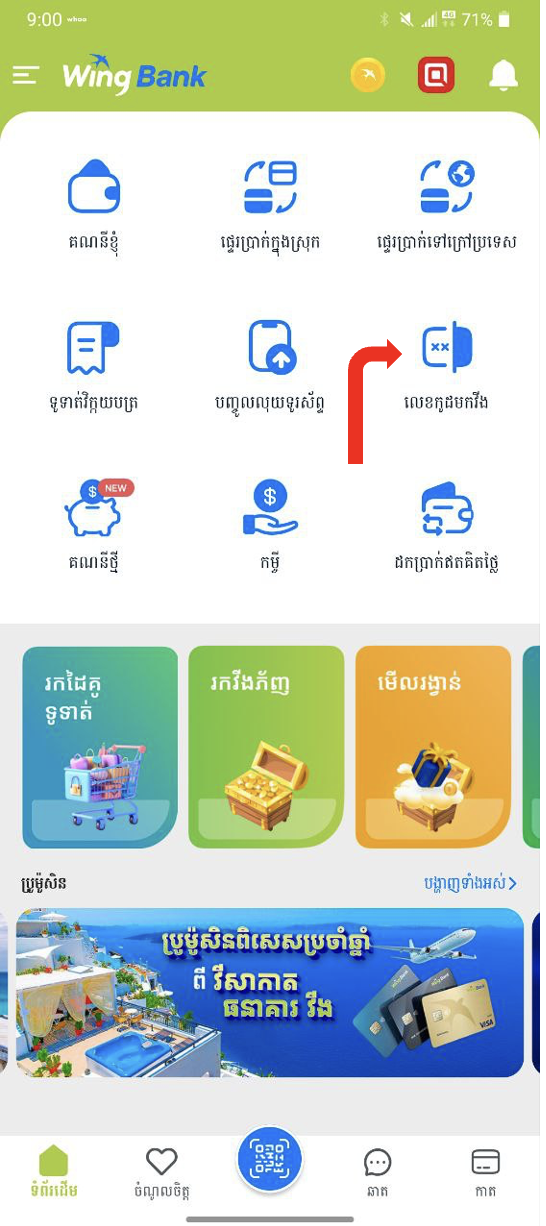 9:00 whoo 4G 71%
Wing Bank
គណនីខ្ញុំ
ផ្ទេរប្រាក់ក្នុងស្រុក
ផ្ទេរប្រាក់ទៅក្រៅប្រទេស
ទូទាត់វិក្កយបត្រ
បញ្ចូលលុយទូរស័ព្ទ
លេខកូដមកវីង
NEW
គណនីថ្មី
កម្ចី
ដកប្រាក់ឥតគិតថ្លៃ
រកដៃគូ
ទូទាត់
រកវីងភ័ញ
មើលរង្វាន់
ប្រូម៉ូសិន
បង្ហាញទាំងអស់
ប្រូម៉ូសិនពិសេសប្រចាំឆ្នាំ
ពី វីសាកាត
ធនាគារ វីង
VISA
ទំព័រដើម
ចំណូលចិត្ត
ឆាត
កាត